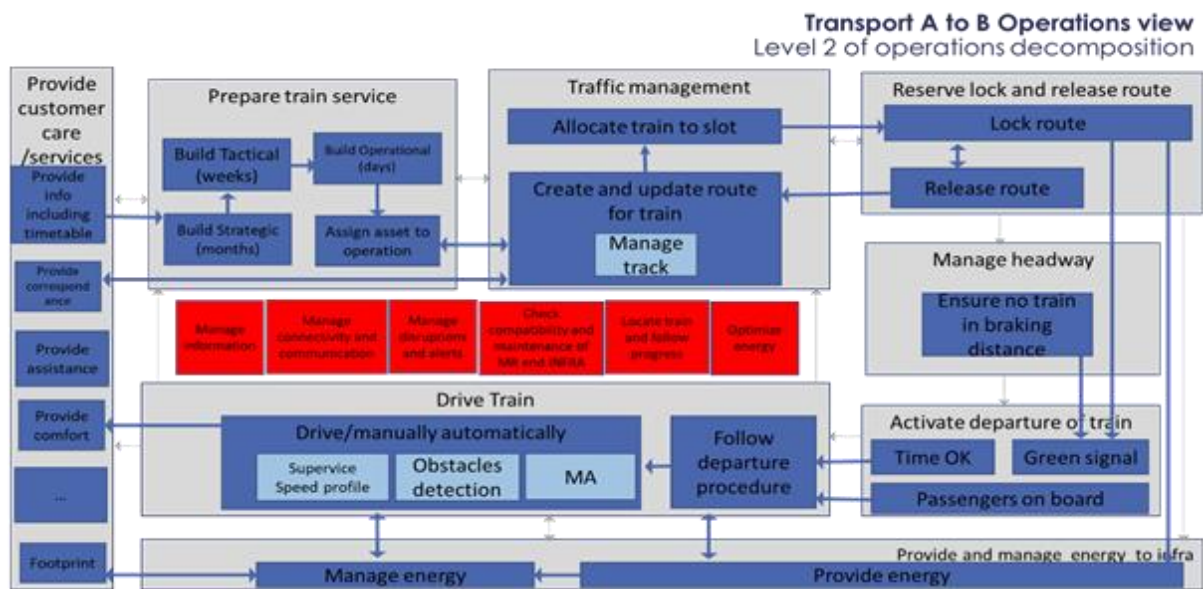 Transport A to B Operations view
Level 2 of operations decomposition
Provide
customer
care
/services
Provide
info
including
timetable
Provide
correspond
ance
Provide
assistance
Provide
comfort
...
Footprint
Prepare train service
Build Tactical
(weeks)
Build Operational
(days)
Build Strategic
(months)
Assign asset to
operation
Traffic management
Allocate train to slot
Create and update route
for train
Manage
track
Reserve lock and release route
Lock route
Release route
Manage headway
Ensure no train
in braking
distance
Manage
information
Manage
connectivity and
communication
Manage
disruptions
and alerts
Check
compatibility and
maintenance of
MR end INFRA
Locate train
and follow
progress
Optimize
energy
Drive Train
Drive/manually automatically
Supervice
Speed profile
Obstacles
detection
MA
Follow
departure
procedure
Activate departure of train
Time OK
Green signal
Passengers on board
Provide and manage energy to infra
Manage energy
Provide energy